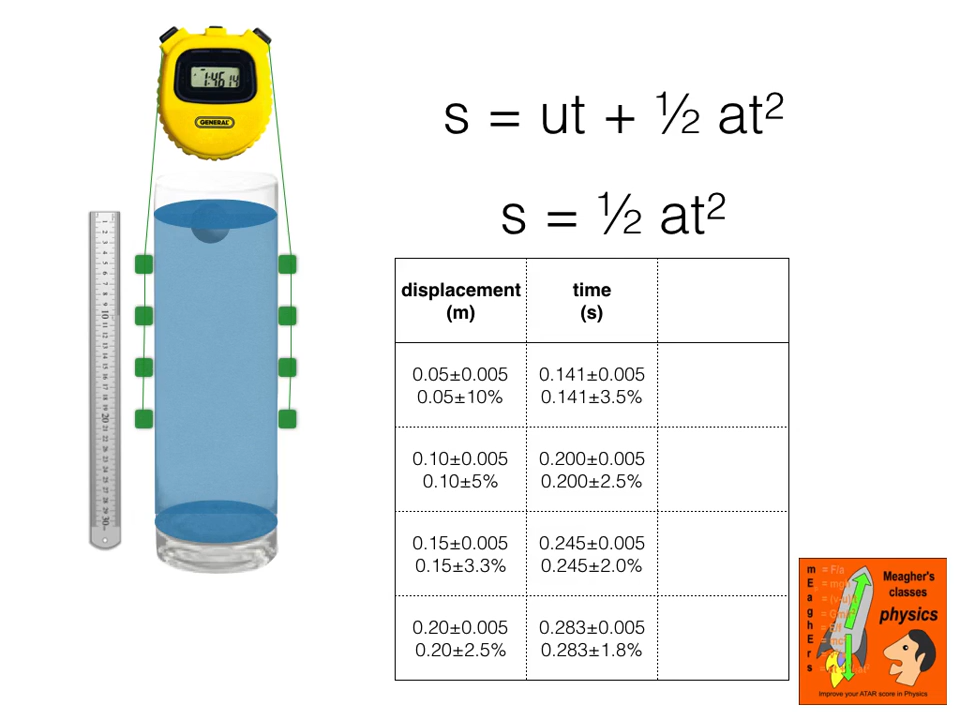 1:4614
GENERAL
s = ut + ½ at²
s = ½ at²
displacement
(m)
time
(s)
0.05±0.005
0.05±10%
0.141±0.005
0.141±3.5%
0.10±0.005
0.10±5%
0.200±0.005
0.200±2.5%
0.15±0.005
0.15±3.3%
0.245±0.005
0.245±2.0%
0.20±0.005
0.20±2.5%
0.283±0.005
0.283±1.8%
m = F/a
E
a
g
h
E
r
s
Meagher's
classes
physics
Improve your ATAR score in Physics